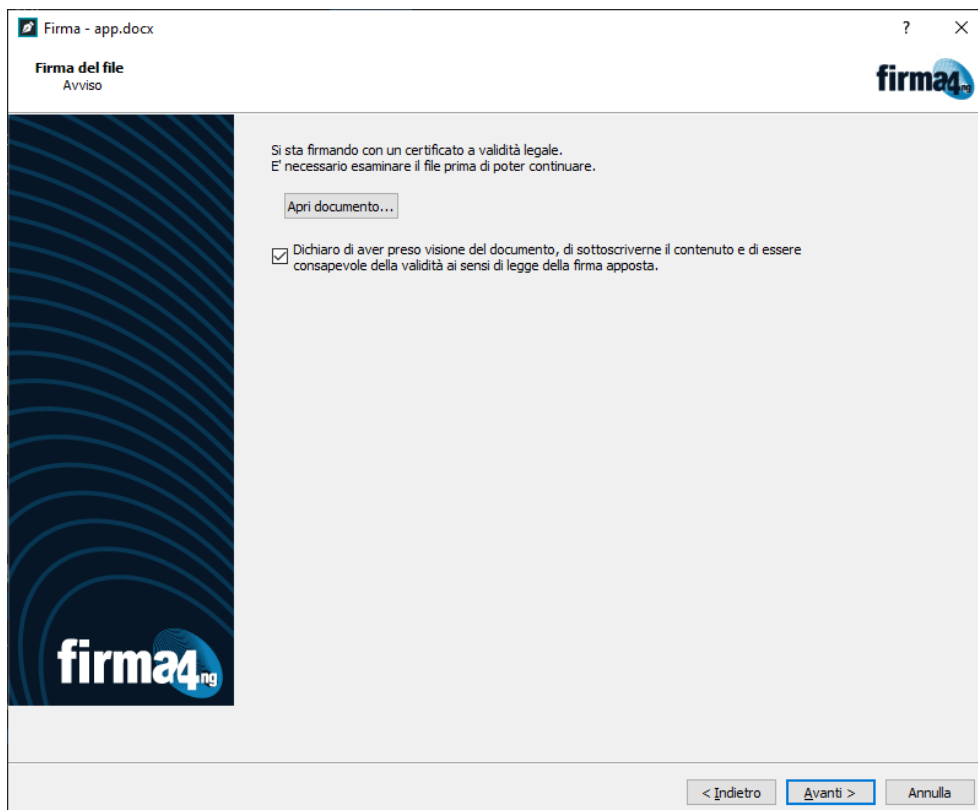 Firma - app.docx
?
Firma del file
Avviso
firma4ng
Si sta firmando con un certificato a validità legale.
E' necessario esaminare il file prima di poter continuare.
Apri documento...
Dichiaro di aver preso visione del documento, di sottoscriverne il contenuto e di essere
consapevole della validità ai sensi di legge della firma apposta.
firma4ng
< Indietro
Avanti >
Annulla